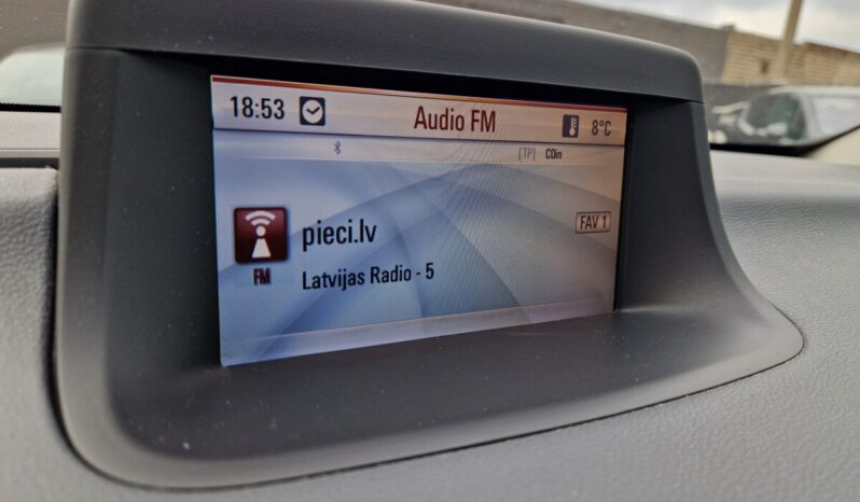 18:53 Audio FM 8°C
[TP] CDin
pieci.lv FAV 1
FM Latvijas Radio - 5